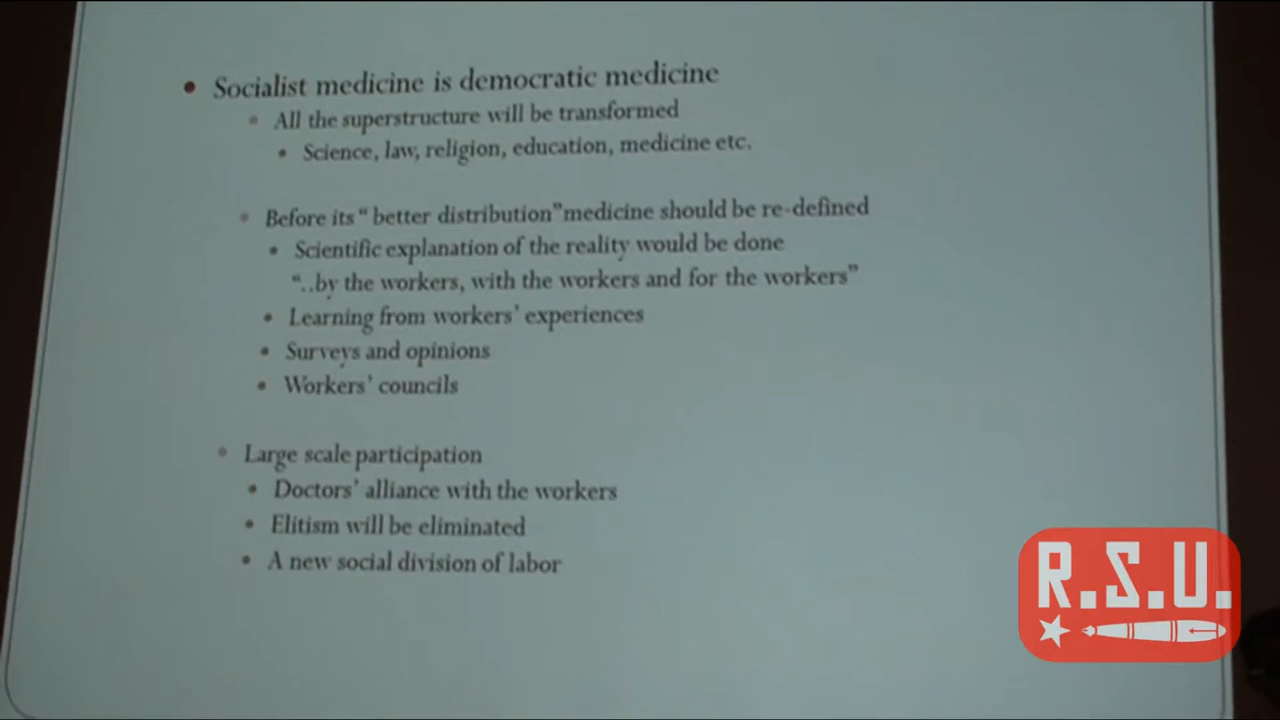 • Socialist medicine is democratic medicine
• All the superstructure will be transformed
• Science, law, religion, education, medicine etc.
• Before its “ better distribution” medicine should be re-defined
• Scientific explanation of the reality would be done
“..by the workers, with the workers and for the workers”
• Learning from workers’ experiences
• Surveys and opinions
• Workers’ councils
• Large scale participation
• Doctors’ alliance with the workers
• Elitism will be eliminated
• A new social division of labor
R.S.U.